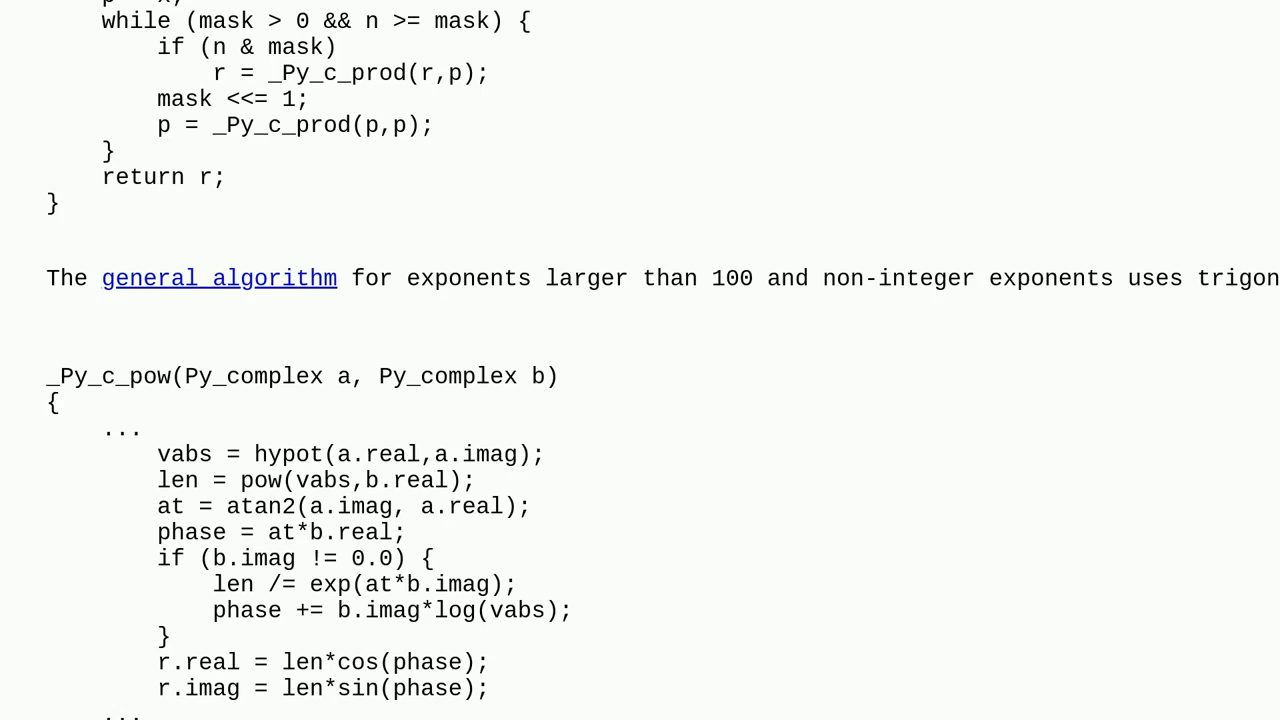 while (mask > 0 && n >= mask) {
if (n & mask)
r = _Py_c_prod(r,p);
mask <<= 1;
p = _Py_c_prod(p,p);
}
return r;
}
The general algorithm for exponents larger than 100 and non-integer exponents uses trigon
_Py_c_pow(Py_complex a, Py_complex b)
{
...
vabs = hypot(a.real,a.imag);
len = pow(vabs,b.real);
at = atan2(a.imag, a.real);
phase = at*b.real;
if (b.imag != 0.0) {
len /= exp(at*b.imag);
phase += b.imag*log(vabs);
}
r.real = len*cos(phase);
r.imag = len*sin(phase);
...